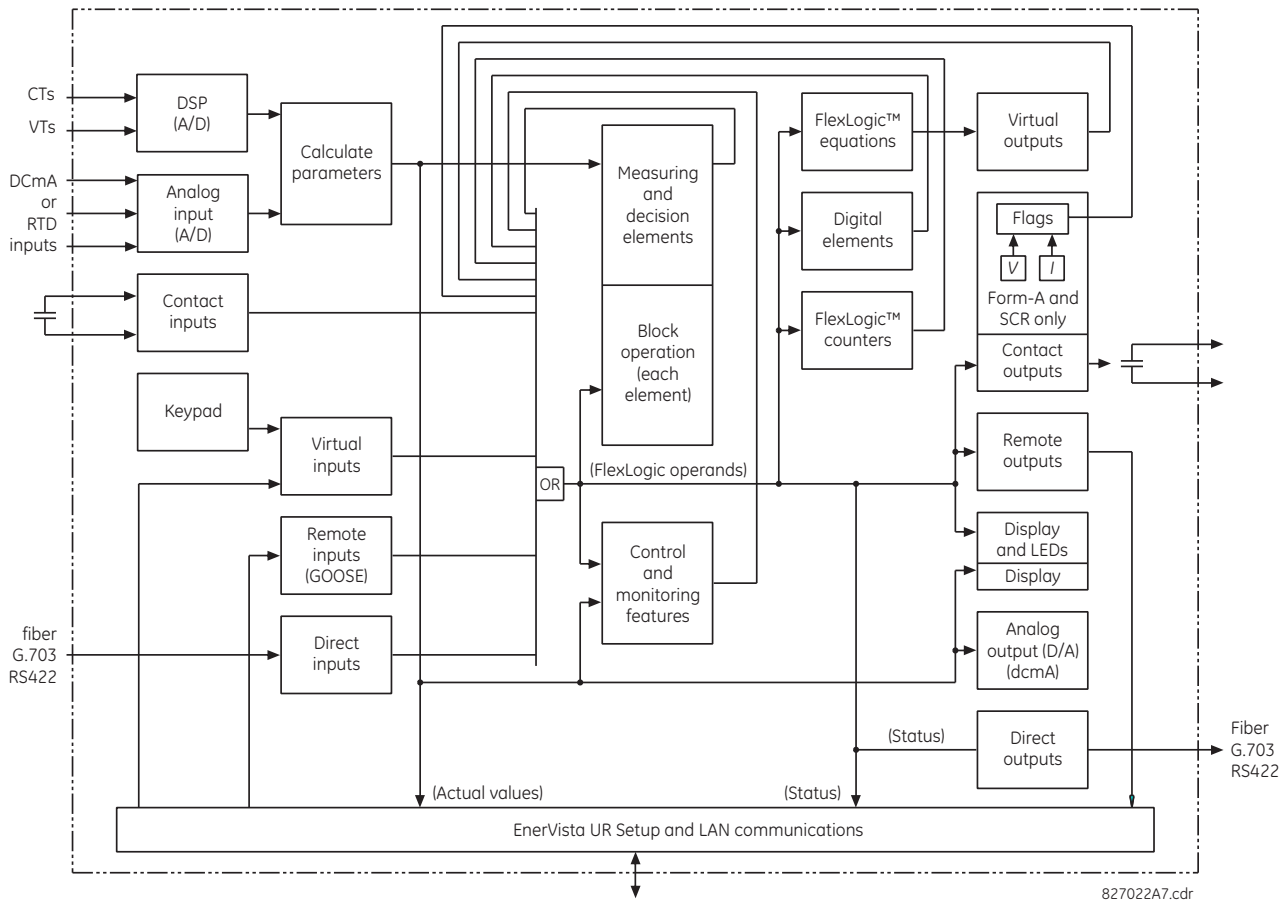 CTs
VTs
DCmA
or
RTD
inputs
DSP
(A/D)
Analog
input
(A/D)
Calculate
parameters
Contact
inputs
Keypad
Virtual
inputs
Remote
inputs
(GOOSE)
fiber
G.703
RS422
Direct
inputs
OR
Measuring
and
decision
elements
Block
operation
(each
element)
(FlexLogic operands)
Control
and
monitoring
features
FlexLogic™
equations
Digital
elements
FlexLogic™
counters
Virtual
outputs
Flags
V
I
Form-A and
SCR only
Contact
outputs
Remote
outputs
Display
and LEDs
Display
Analog
output (D/A)
(dcmA)
(Status)
Direct
outputs
Fiber
G.703
RS422
(Actual values)
(Status)
EnerVista UR Setup and LAN communications
827022A7.cdr